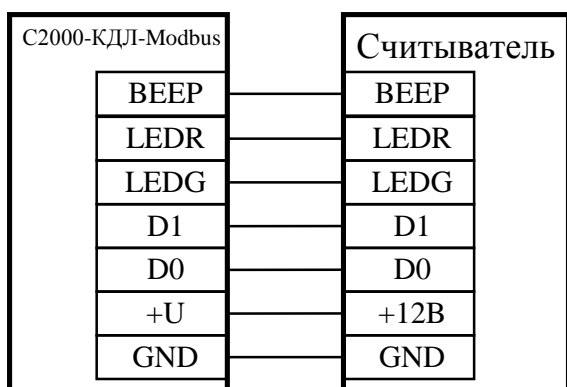 С2000-КДЛ-Modbus Считыватель
BEEP BEEP
LEDR LEDR
LEDG LEDG
D1 D1
D0 D0
+U +12В
GND GND